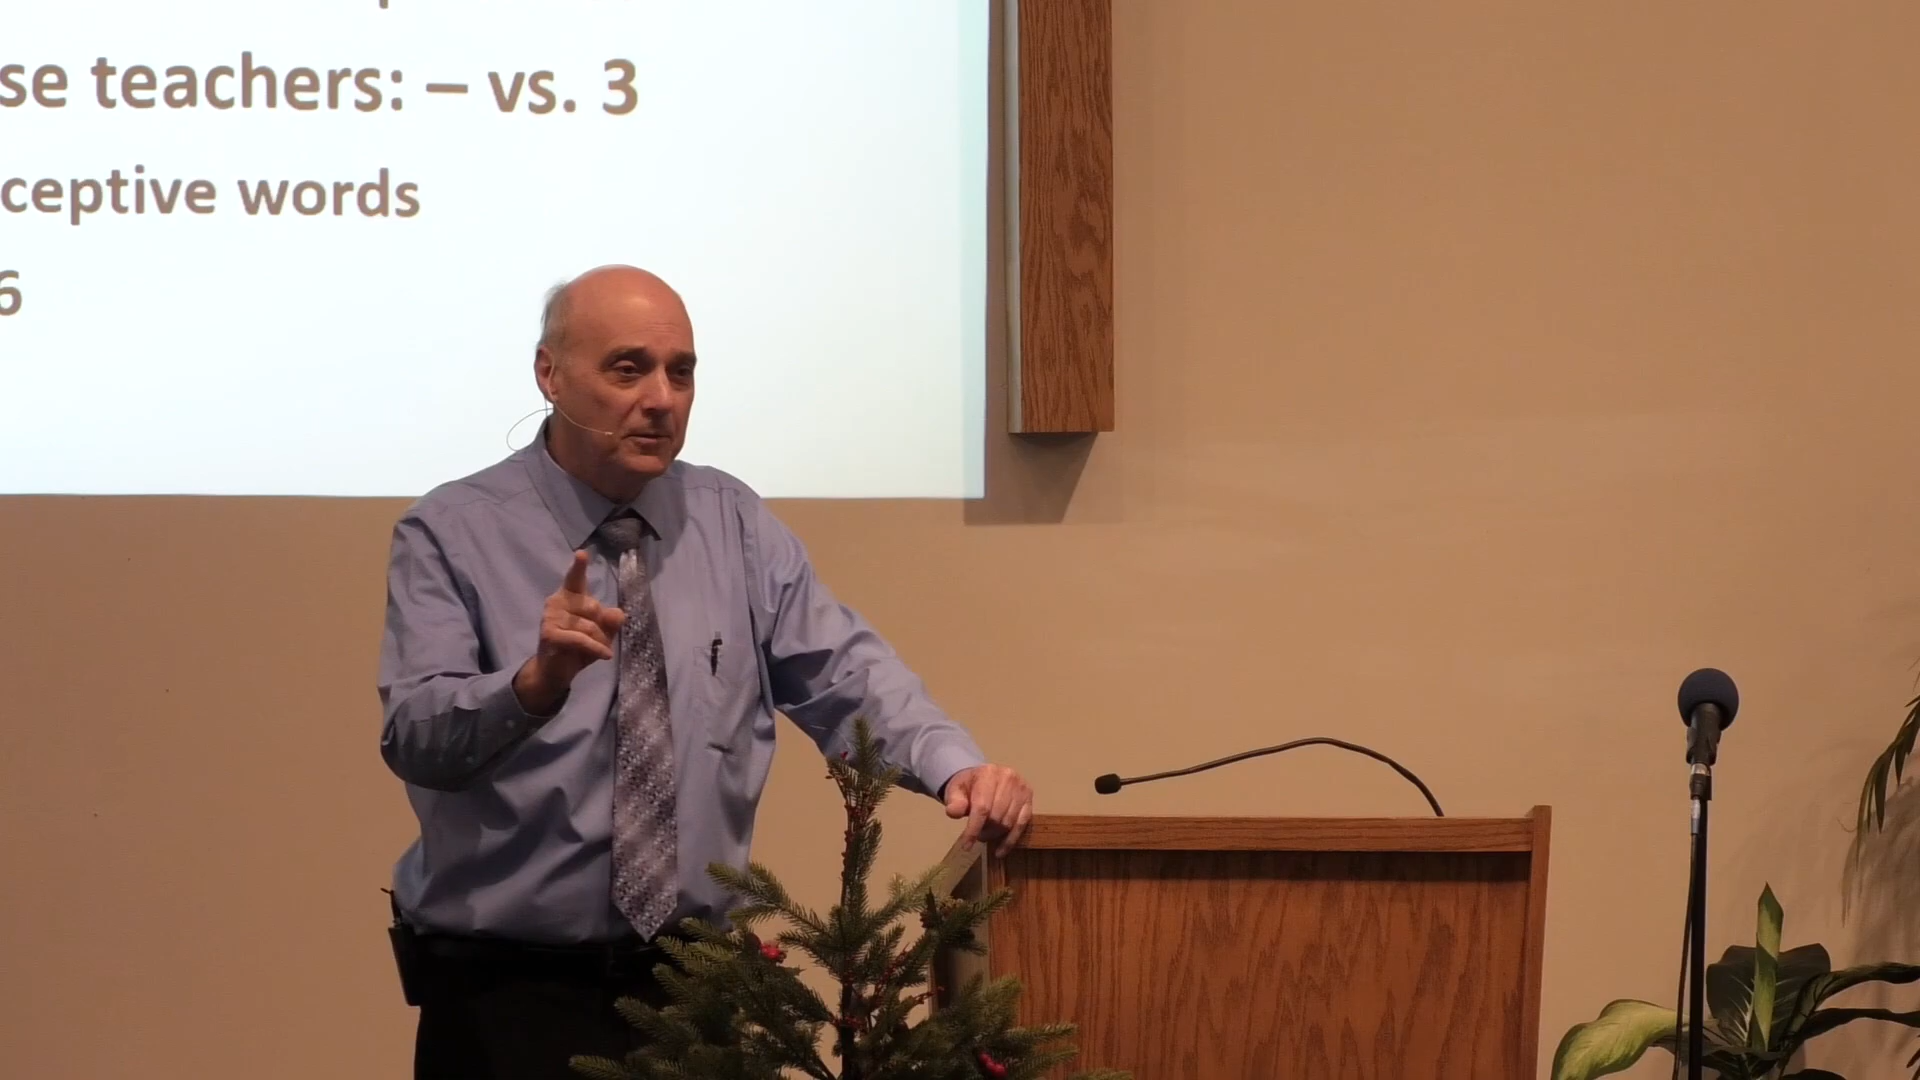 se teachers: – vs. 3
ceptive words
6